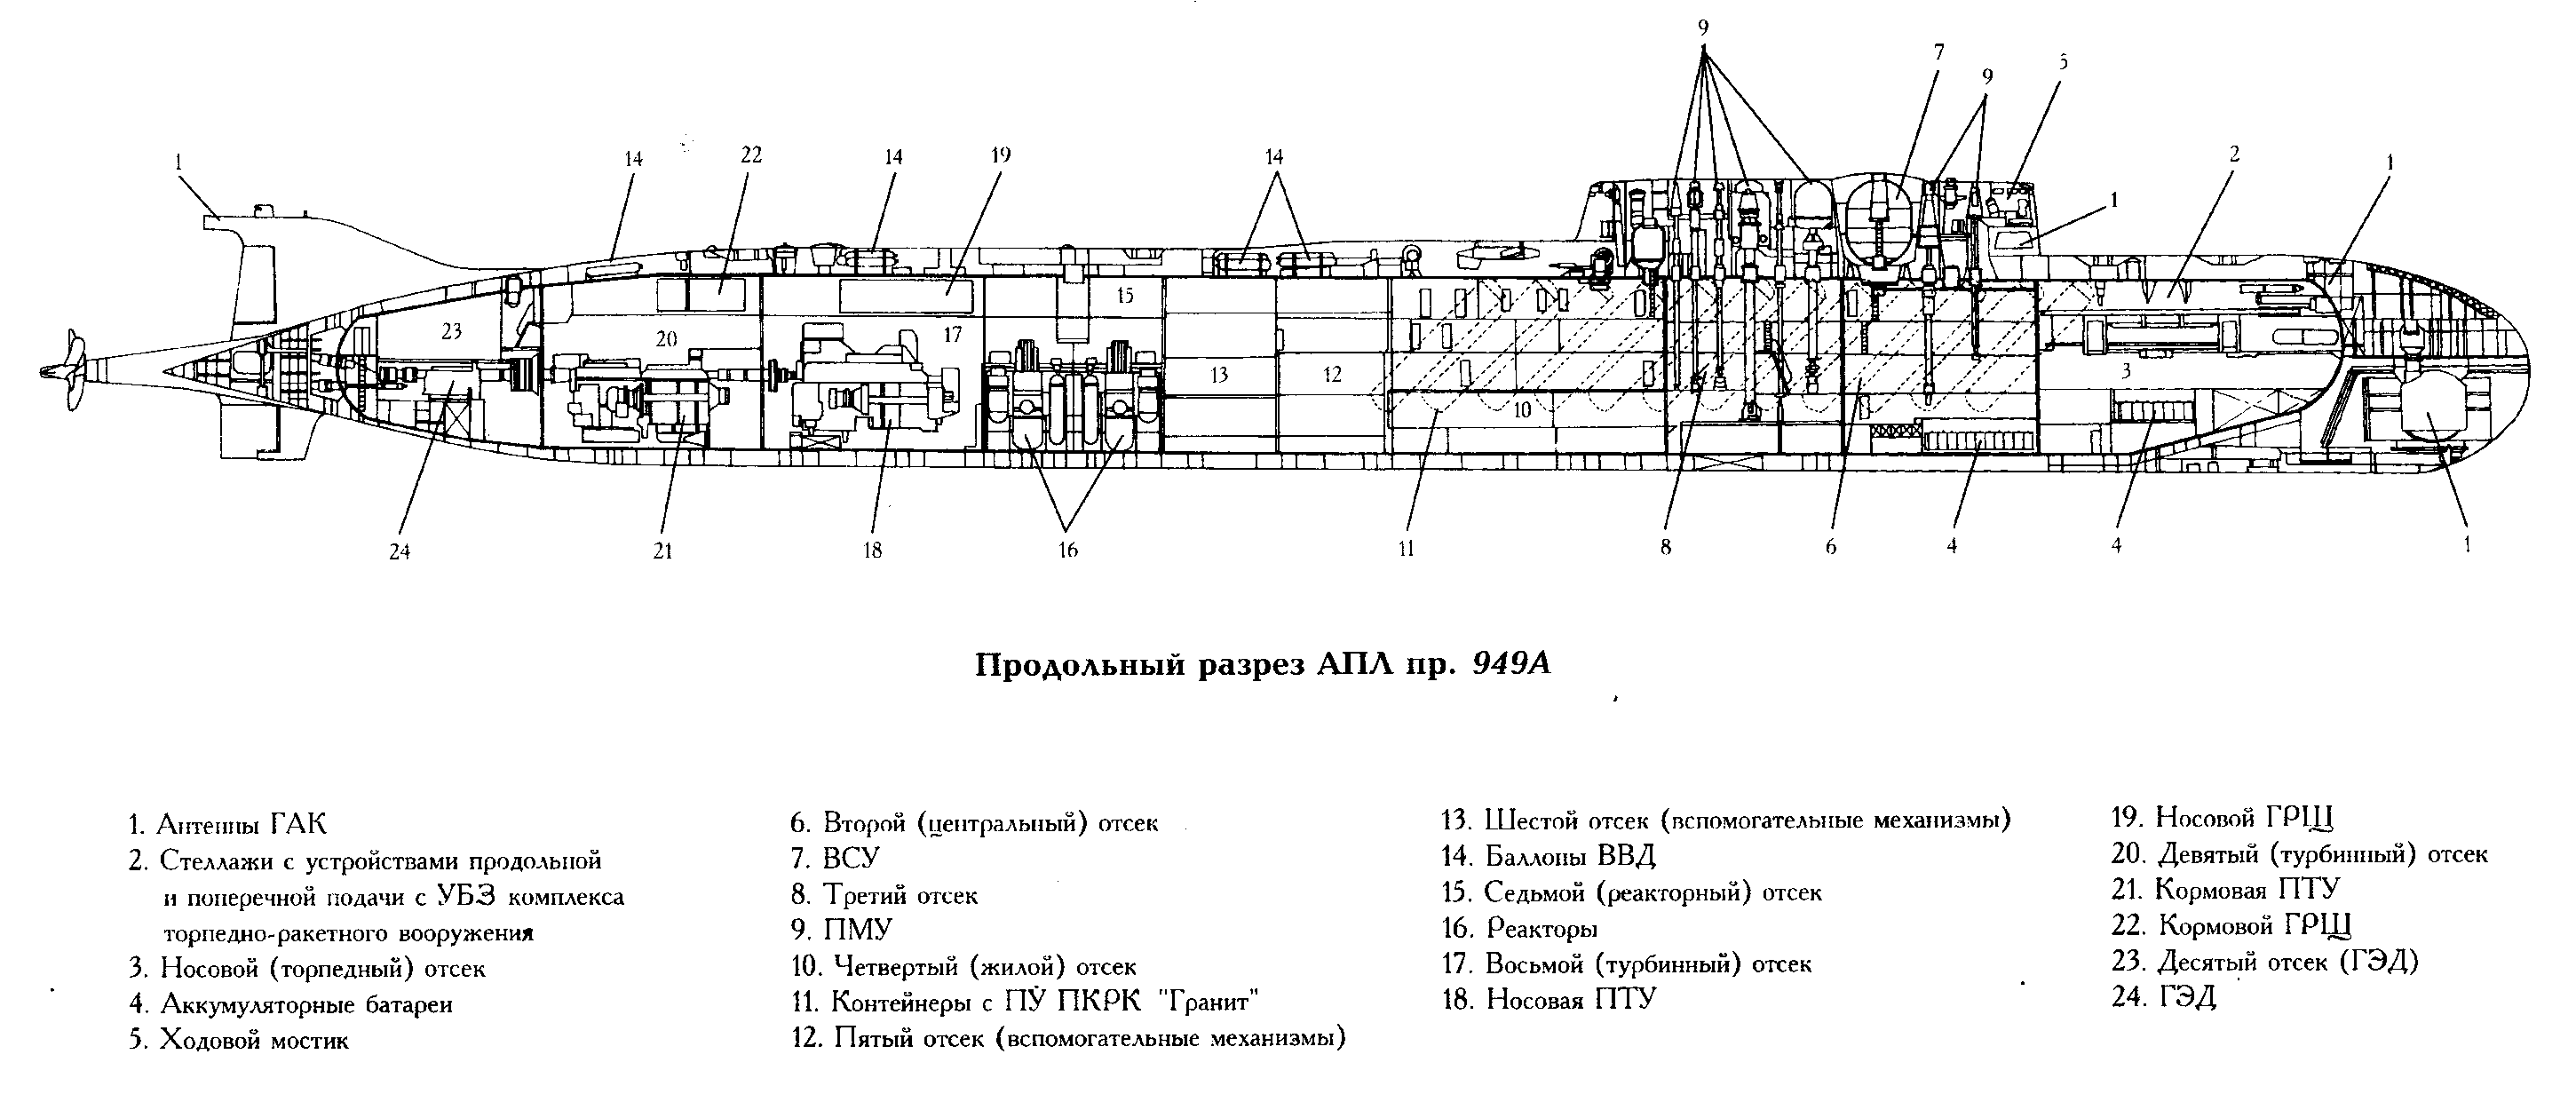 9
7
9
5
1
14
22
14
19
14
2
1
1
15
23
20
17
13
12
3
10
24
21
18
16
11
8
6
4
4
1
Продольный разрез АПЛ пр. 949А
1. Антенны ГАК
2. Стеллажи с устройствами продольной
и поперечной подачи с УБЗ комплекса
торпедно-ракетного вооружения
3. Носовой (торпедный) отсек
4. Аккумуляторные батареи
5. Ходовой мостик
6. Второй (центральный) отсек
7. ВСУ
8. Третий отсек
9. ПМУ
10. Четвертый (жилой) отсек
11. Контейнеры с ПУ ПКРК "Гранит"
12. Пятый отсек (вспомогательные механизмы)
13. Шестой отсек (вспомогательные механизмы)
14. Баллоны ВВД
15. Седьмой (реакторный) отсек
16. Реакторы
17. Восьмой (турбинный) отсек
18. Носовая ПТУ
19. Носовой ГРЩ
20. Девятый (турбинный) отсек
21. Кормовая ПТУ
22. Кормовой ГРЩ
23. Десятый отсек (ГЭД)
24. ГЭД